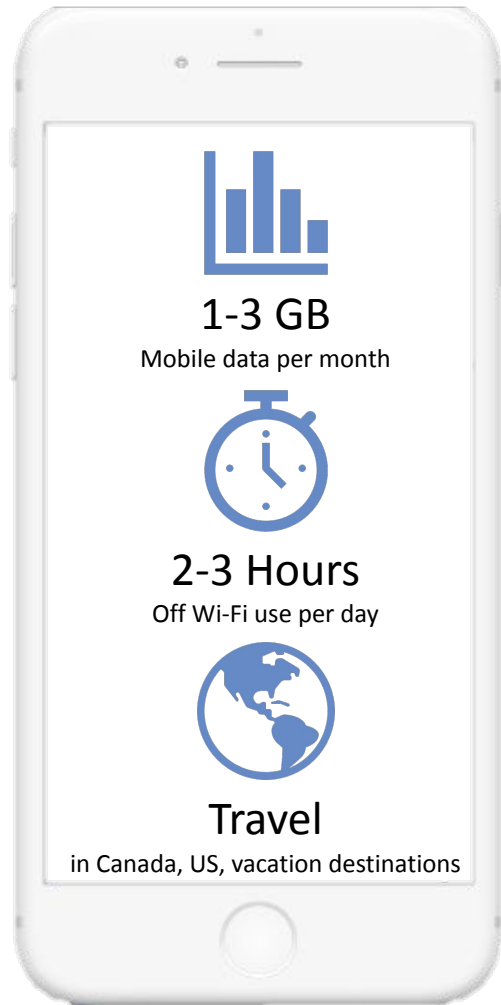 1-3 GB
Mobile data per month
2-3 Hours
Off Wi-Fi use per day
Travel
in Canada, US, vacation destinations